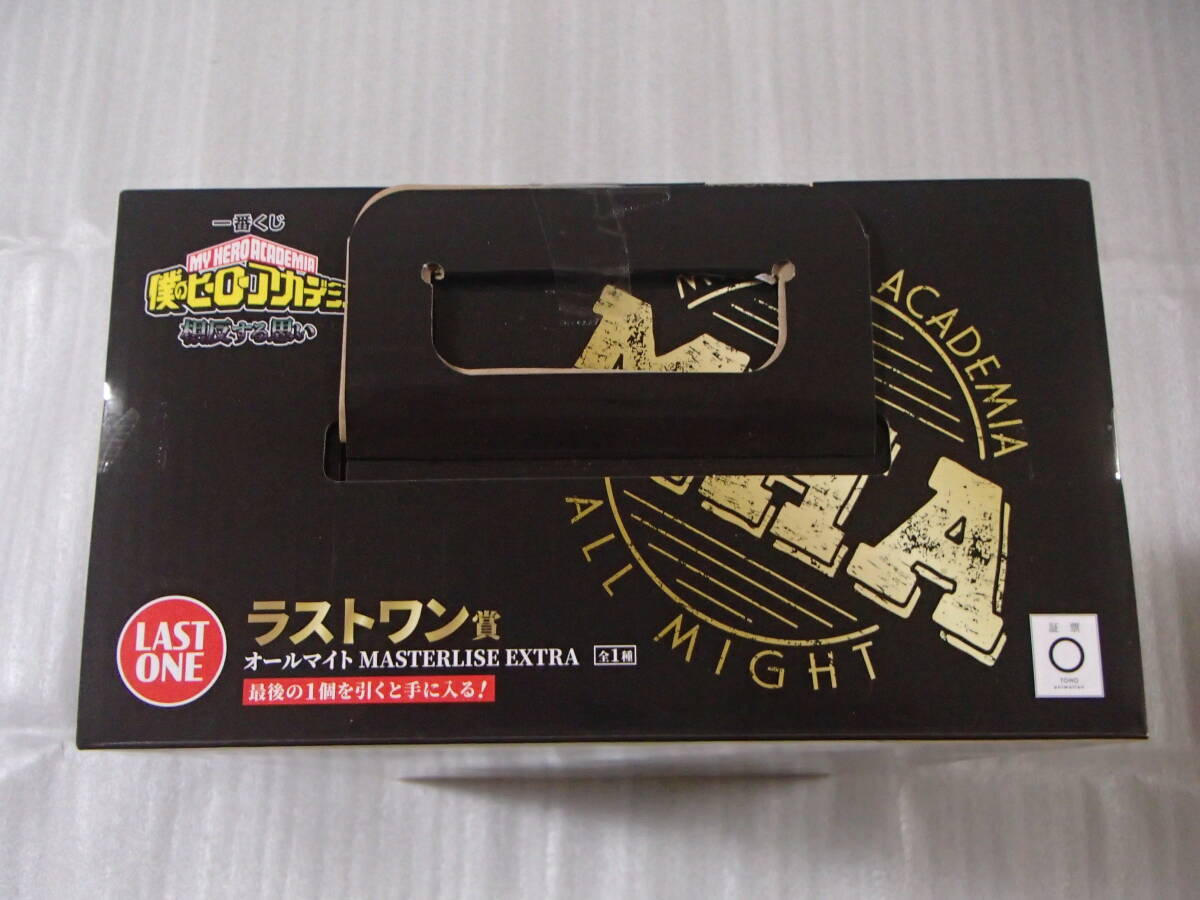 一番くじ
MY HERO ACADEMIA
僕のヒーローアカデミ
相反する思い
ACADEMIA
HA
ALL MIGHT
LAST
ONE
ラストワン賞
オールマイト MASTERLISE EXTRA 全1種
最後の1個を引くと手に入る!
証票
TOHO
animation